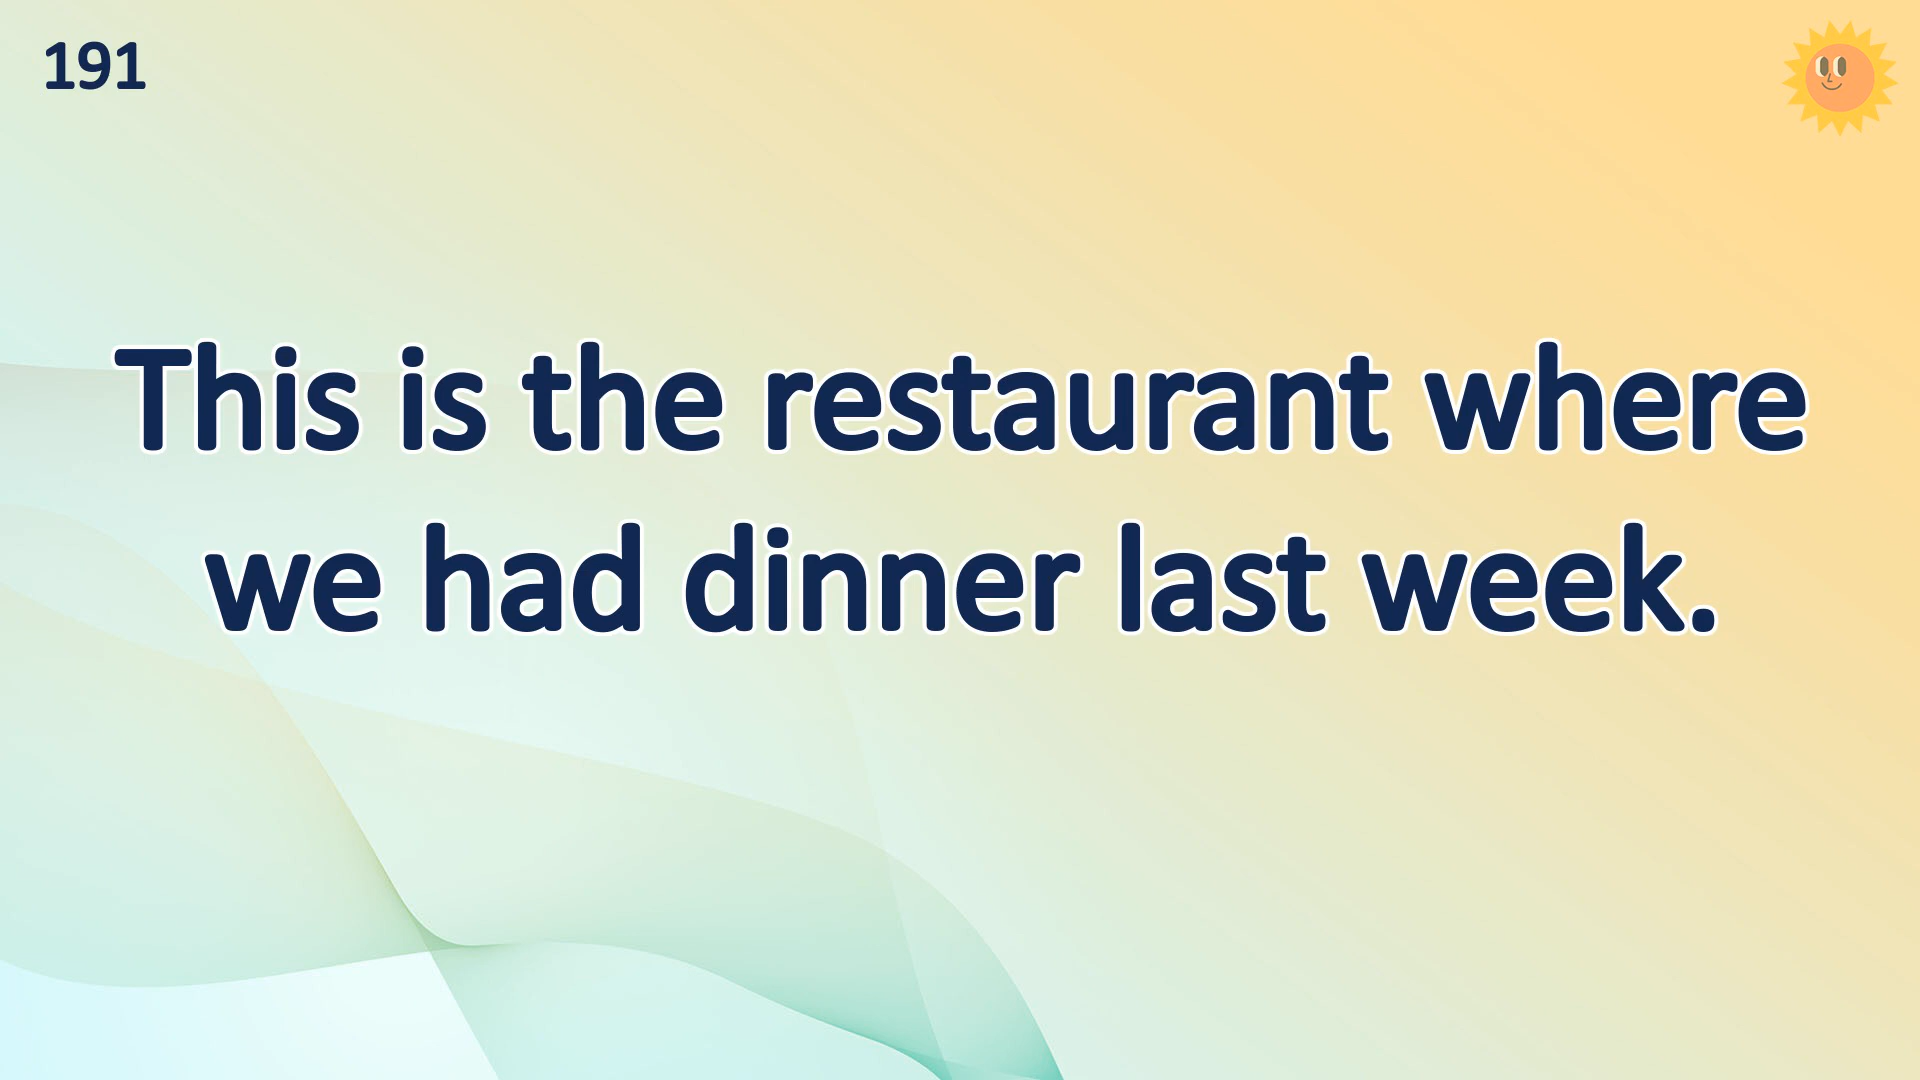 191
This is the restaurant where
we had dinner last week.